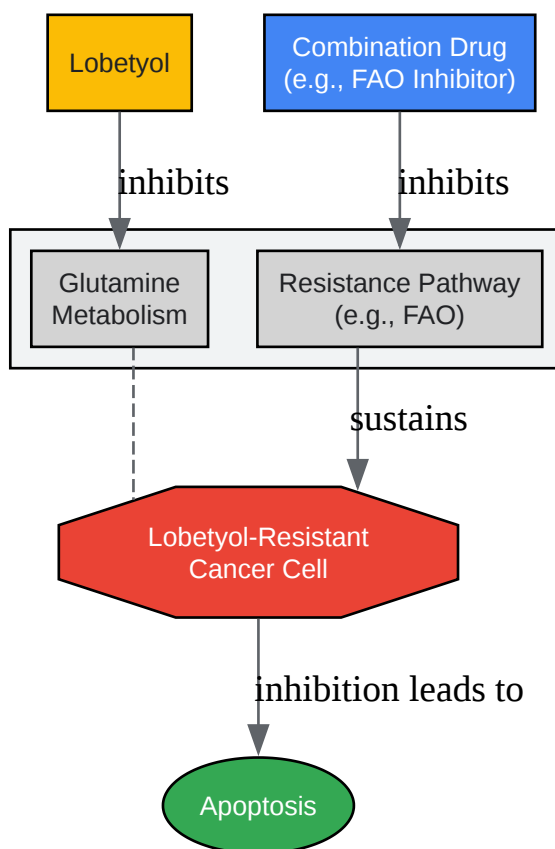 Lobetyol
Combination Drug
(e.g., FAO Inhibitor)
inhibits
inhibits
Glutamine
Metabolism
Resistance Pathway
(e.g., FAO)
sustains
Lobetyol-Resistant
Cancer Cell
inhibition leads to
Apoptosis